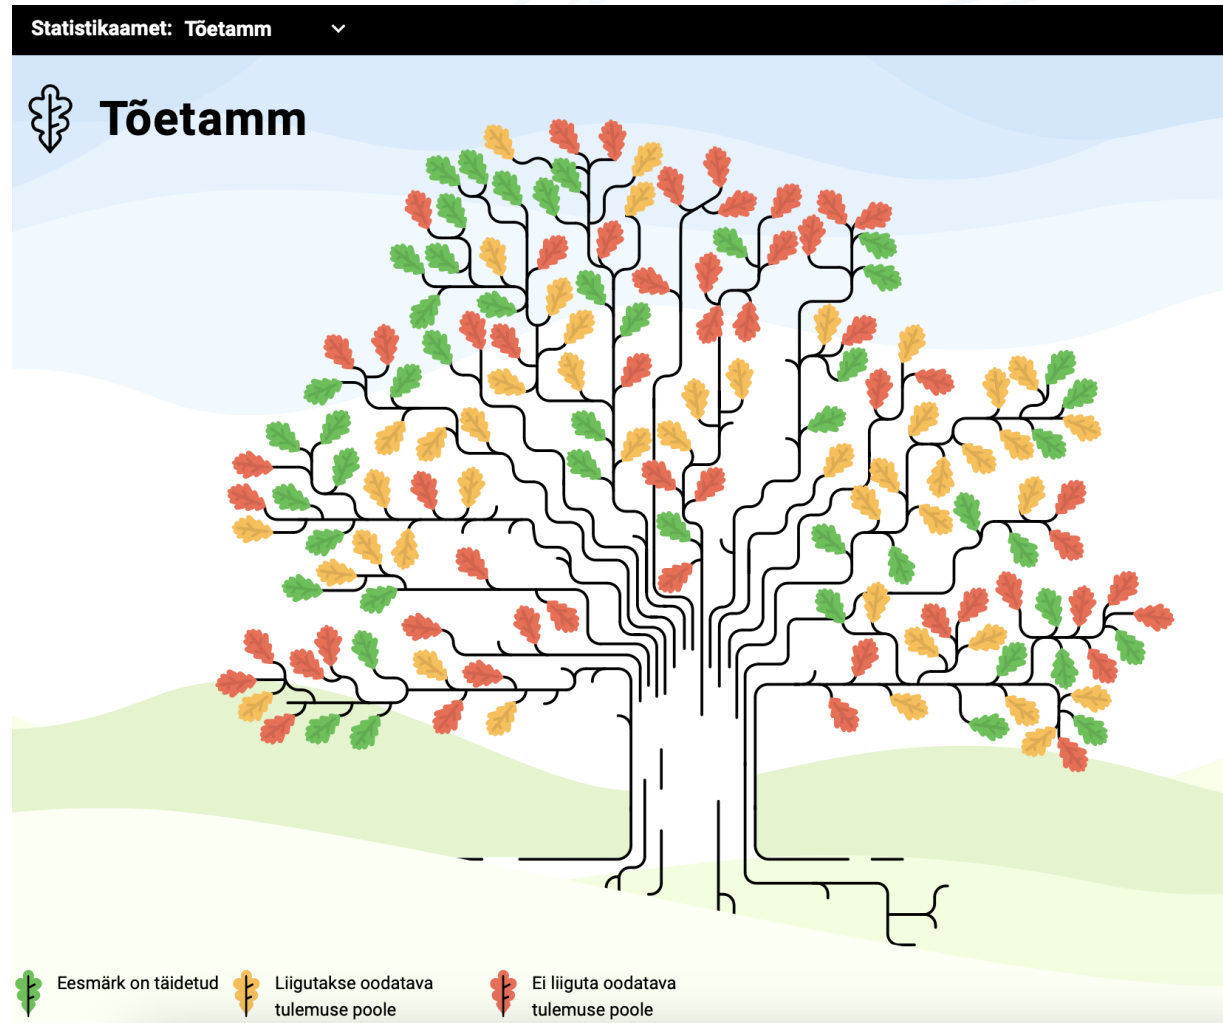 Statistikaamet: Tõetamm
Tõetamm
Eesmärk on täidetud
Liigutakse oodatava
tulemuse poole
Ei liiguta oodatava
tulemuse poole